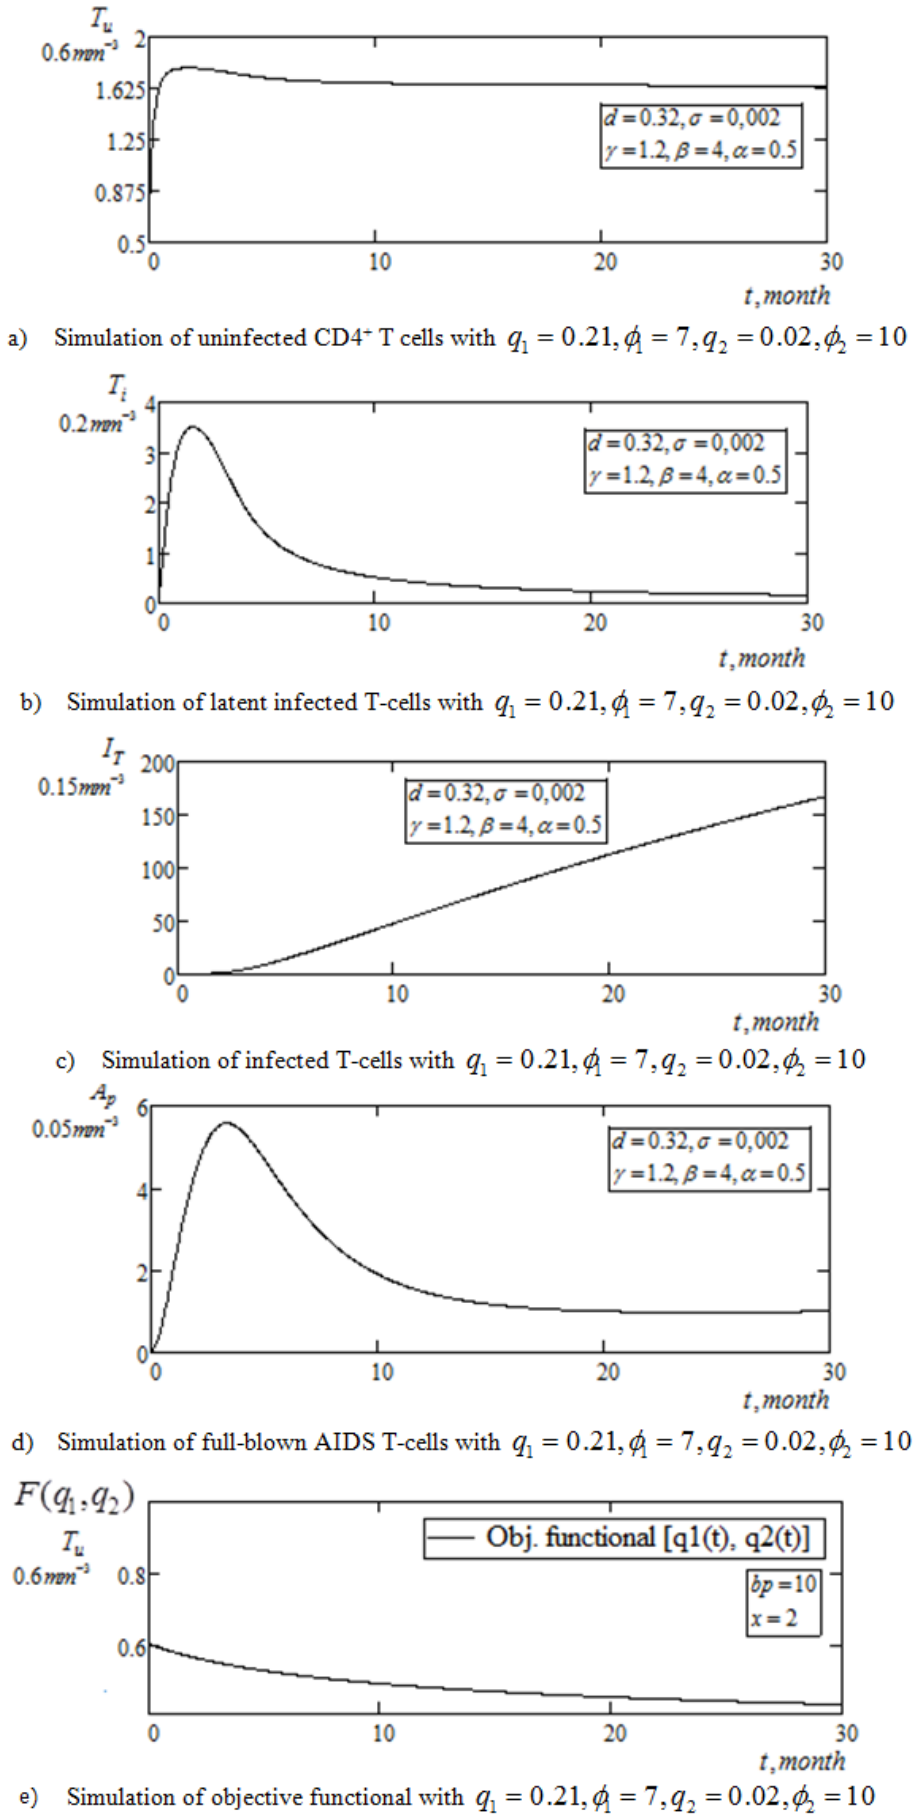 T_u
0.6mm⁻³
2
1.625
1.25
0.875
0.5
d = 0.32, σ = 0,002
γ = 1.2, β = 4, α = 0.5
0 10 20 30
t, month
a) Simulation of uninfected CD4⁺ T cells with q₁ = 0.21, ϕ₁ = 7, q₂ = 0.02, ϕ₂ = 10
T_i
0.2mm⁻³
4
3
2
1
0
d = 0.32, σ = 0,002
γ = 1.2, β = 4, α = 0.5
0 10 20 30
t, month
b) Simulation of latent infected T-cells with q₁ = 0.21, ϕ₁ = 7, q₂ = 0.02, ϕ₂ = 10
I_T
0.15mm⁻³
200
150
100
50
0
d = 0.32, σ = 0,002
γ = 1.2, β = 4, α = 0.5
0 10 20 30
t, month
c) Simulation of infected T-cells with q₁ = 0.21, ϕ₁ = 7, q₂ = 0.02, ϕ₂ = 10
A_p
0.05mm⁻³
6
4
2
0
d = 0.32, σ = 0,002
γ = 1.2, β = 4, α = 0.5
0 10 20 30
t, month
d) Simulation of full-blown AIDS T-cells with q₁ = 0.21, ϕ₁ = 7, q₂ = 0.02, ϕ₂ = 10
F(q₁,q₂)
T_u
0.6mm⁻³
0.8
0.6
Obj. functional [q1(t), q2(t)]
bp = 10
x = 2
0 10 20 30
t, month
e) Simulation of objective functional with q₁ = 0.21, ϕ₁ = 7, q₂ = 0.02, ϕ₂ = 10